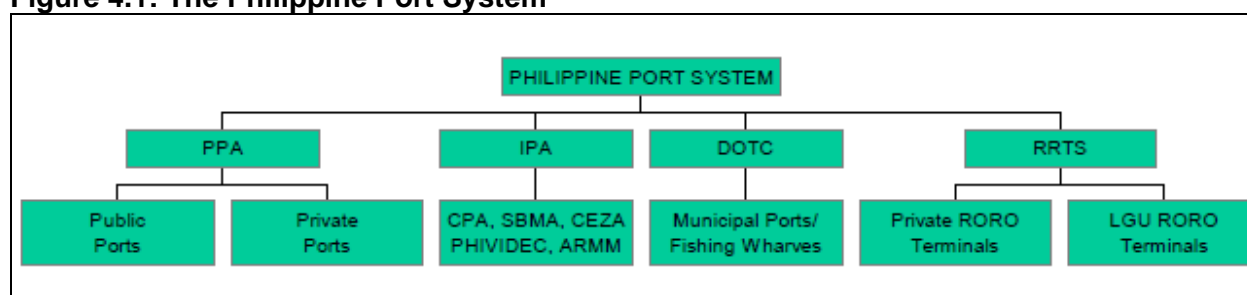 Figure 4.1: The Philippine Port System
PHILIPPINE PORT SYSTEM
PPA
IPA
DOTC
RRTS
Public
Ports
Private
Ports
CPA, SBMA, CEZA
PHIVIDEC, ARMM
Municipal Ports/
Fishing Wharves
Private RORO
Terminals
LGU RORO
Terminals